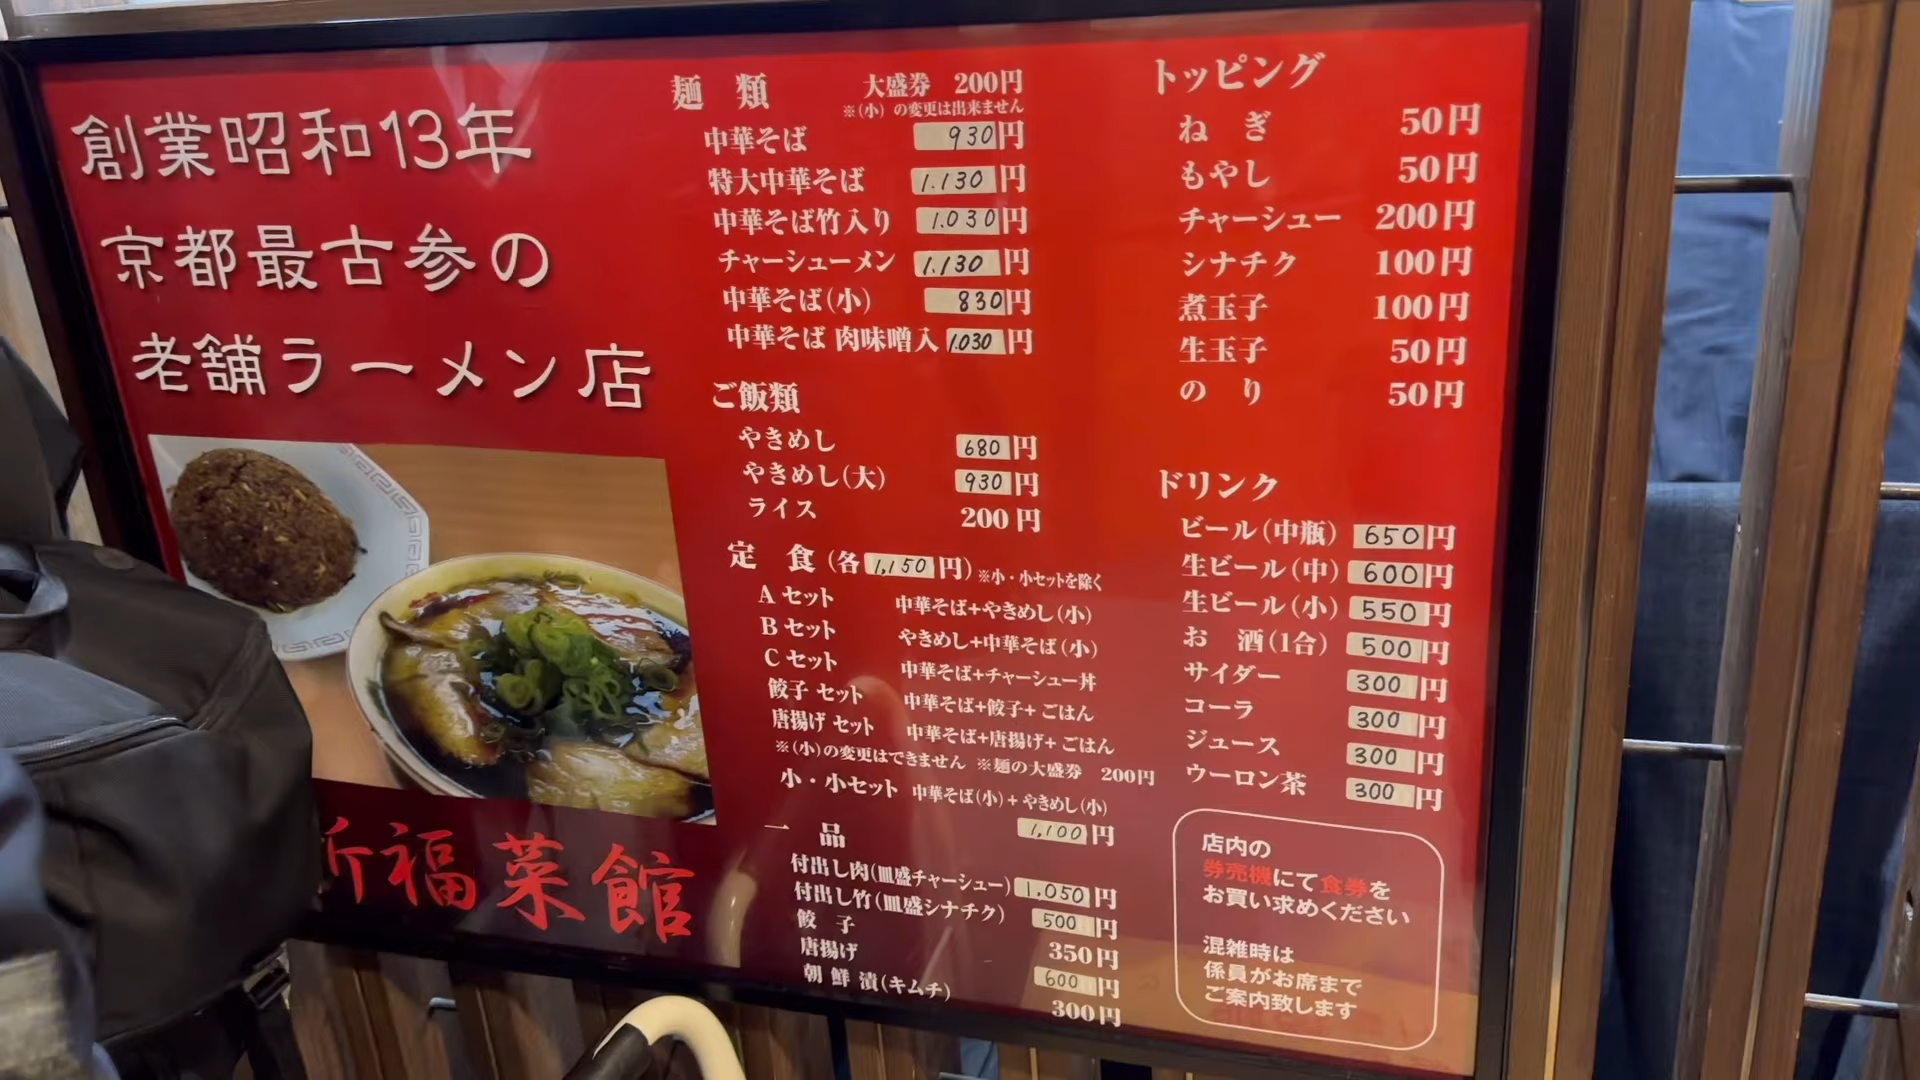 創業昭和13年
京都最古参の
老舗ラーメン店
福菜館
麺 類 大盛券 200円
※(小)の変更は出来ません
中華そば 930円
特大中華そば 1.130円
中華そば竹入り 1.030円
チャーシューメン 1.130円
中華そば(小) 830円
中華そば 肉味噌入 1.030円
ご飯類
やきめし 680円
やきめし(大) 930円
ライス 200円
定 食 (各1,150円) ※小・小セットを除く
A セット 中華そば+やきめし(小)
B セット やきめし+中華そば(小)
C セット 中華そば+チャーシュー丼
餃子 セット 中華そば+餃子+ごはん
唐揚げ セット 中華そば+唐揚げ+ごはん
※(小)の変更はできません ※麺の大盛券 200円
小・小セット 中華そば(小)+やきめし(小)
1,100円
一 品
付出し肉(皿盛チャーシュー) 1.050円
付出し竹(皿盛シナチク) 500円
餃 子 350円
唐揚げ 600円
朝 鮮 漬(キムチ) 300円
トッピング
ね ぎ 50円
もやし 50円
チャーシュー 200円
シナチク 100円
煮玉子 100円
生玉子 50円
の り 50円
ドリンク
ビール(中瓶) 650円
生ビール(中) 600円
生ビール(小) 550円
お 酒(1合) 500円
サイダー 300円
コーラ 300円
ジュース 300円
ウーロン茶 300円
店内の
券売機にて食券を
お買い求めください
混雑時は
係員がお席まで
ご案内致します